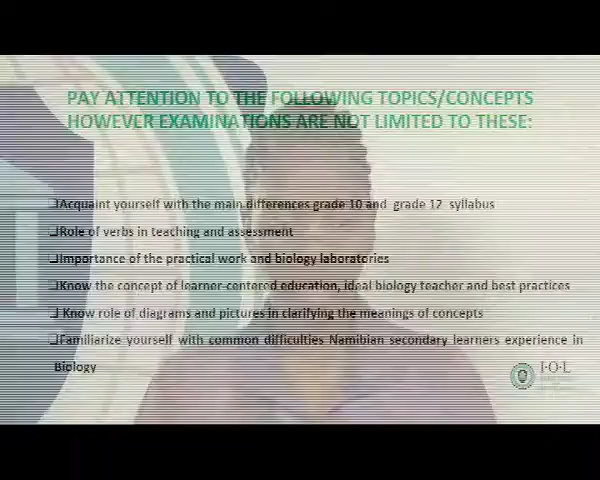 PAY ATTENTION TO THE FOLLOWING TOPICS/CONCEPTS
HOWEVER EXAMINATIONS ARE NOT LIMITED TO THESE:
❑Acquaint yourself with the main differences grade 10 and grade 12 syllabus
❑Role of verbs in teaching and assessment
❑Importance of the practical work and biology laboratories
❑Know the concept of learner-centered education, ideal biology teacher and best practices
❑ Know role of diagrams and pictures in clarifying the meanings of concepts
❑Familiarize yourself with common difficulties Namibian secondary learners experience in
Biology
I·O·L